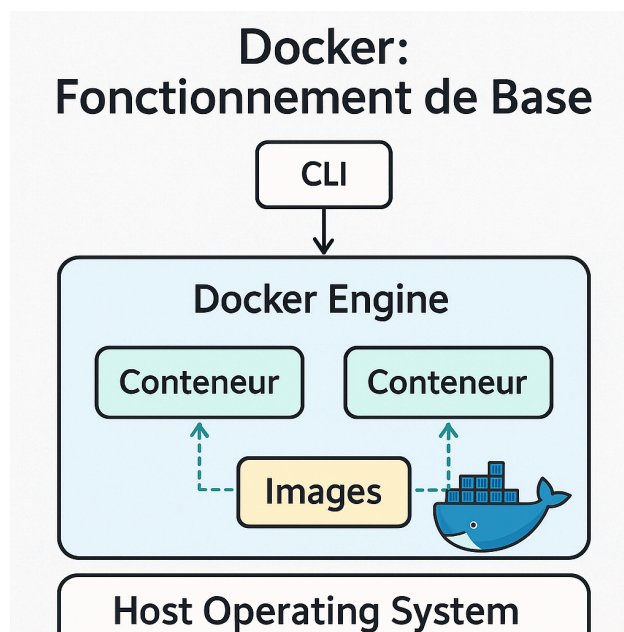 Docker:
Fonctionnement de Base
CLI
Docker Engine
Conteneur Conteneur
Images
Host Operating System